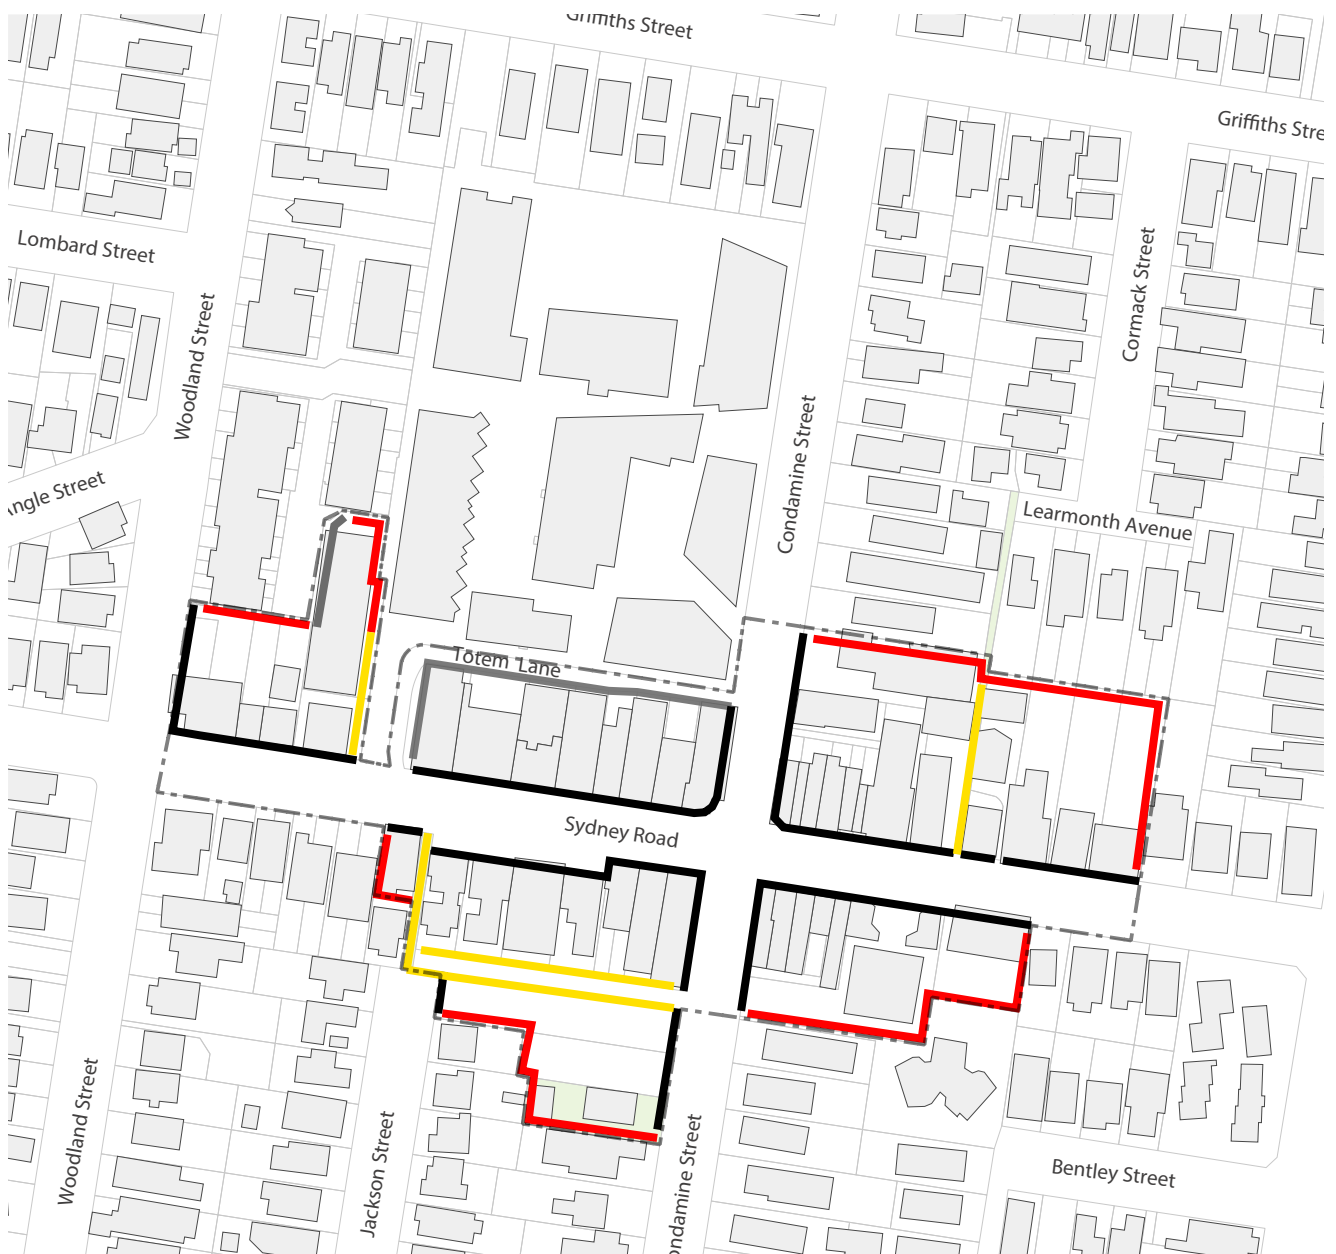 Griffiths Street
Griffiths Stre
Lombard Street
Cormack Street
Woodland Street
Condamine Street
Angle Street
Learmonth Avenue
Totem Lane
Sydney Road
Woodland Street
Jackson Street
ondamine Street
Bentley Street